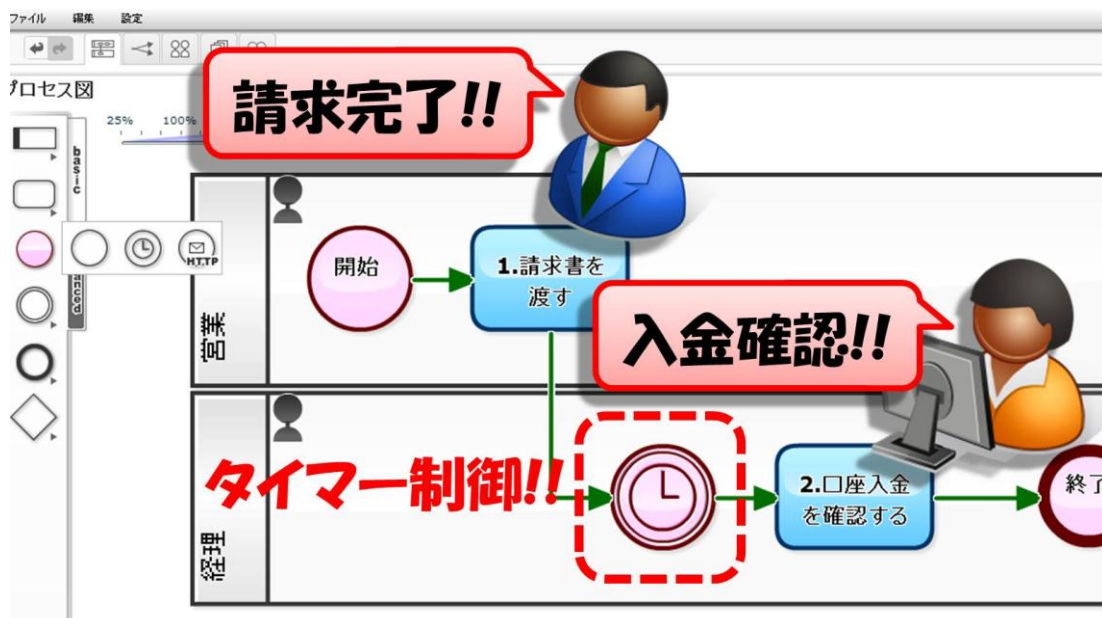 ファイル 編集 設定
プロセス図
25% 100%
basic
HTTP
請求完了!!
営業
開始
1.請求書を
渡す
入金確認!!
経理
タイマー制御!!
2.口座入金
を確認する
終了